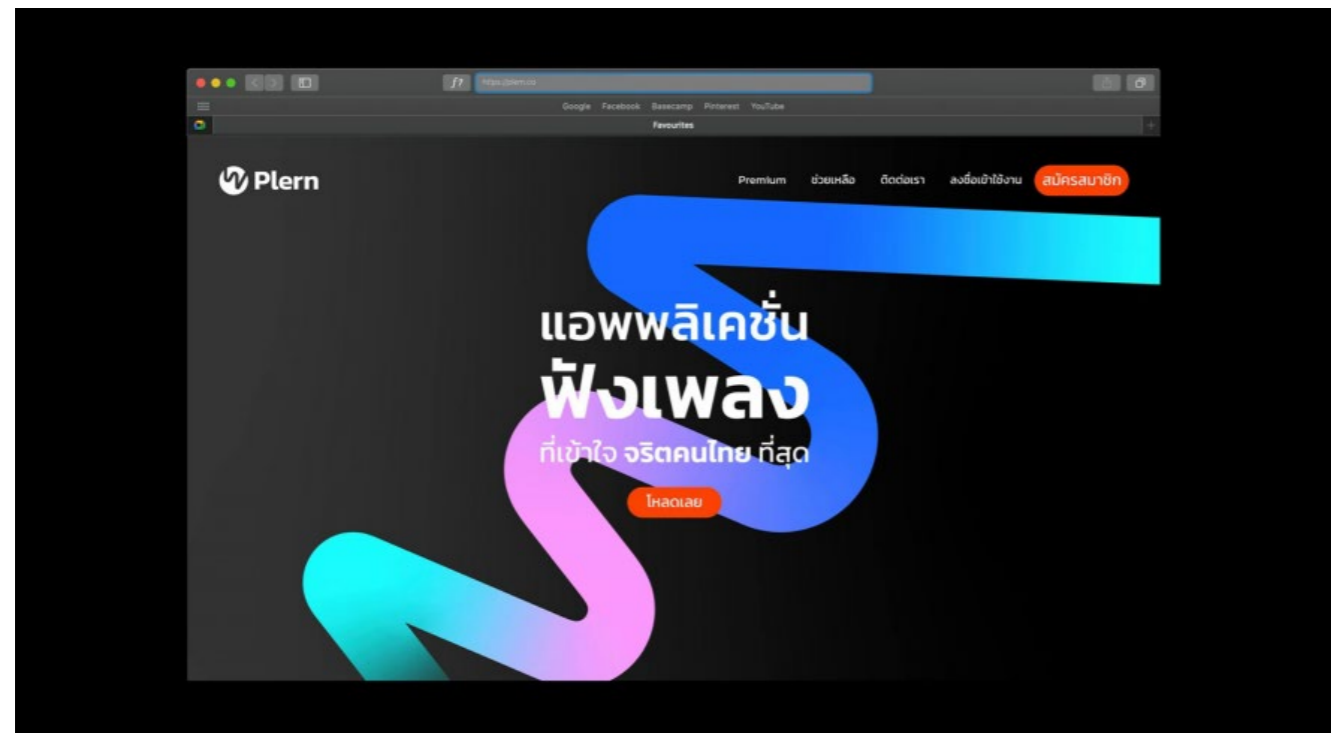 Google Facebook Basecamp Pinterest YouTube
Favourites
Plern
Premium ช่วยเหลือ ติดต่อเรา ลงชื่อเข้าใช้งาน สมัครสมาชิก
แอพพลิเคชั่น
ฟังเพลง
ที่เข้าใจ จริตคนไทย ที่สุด
โหลดเลย